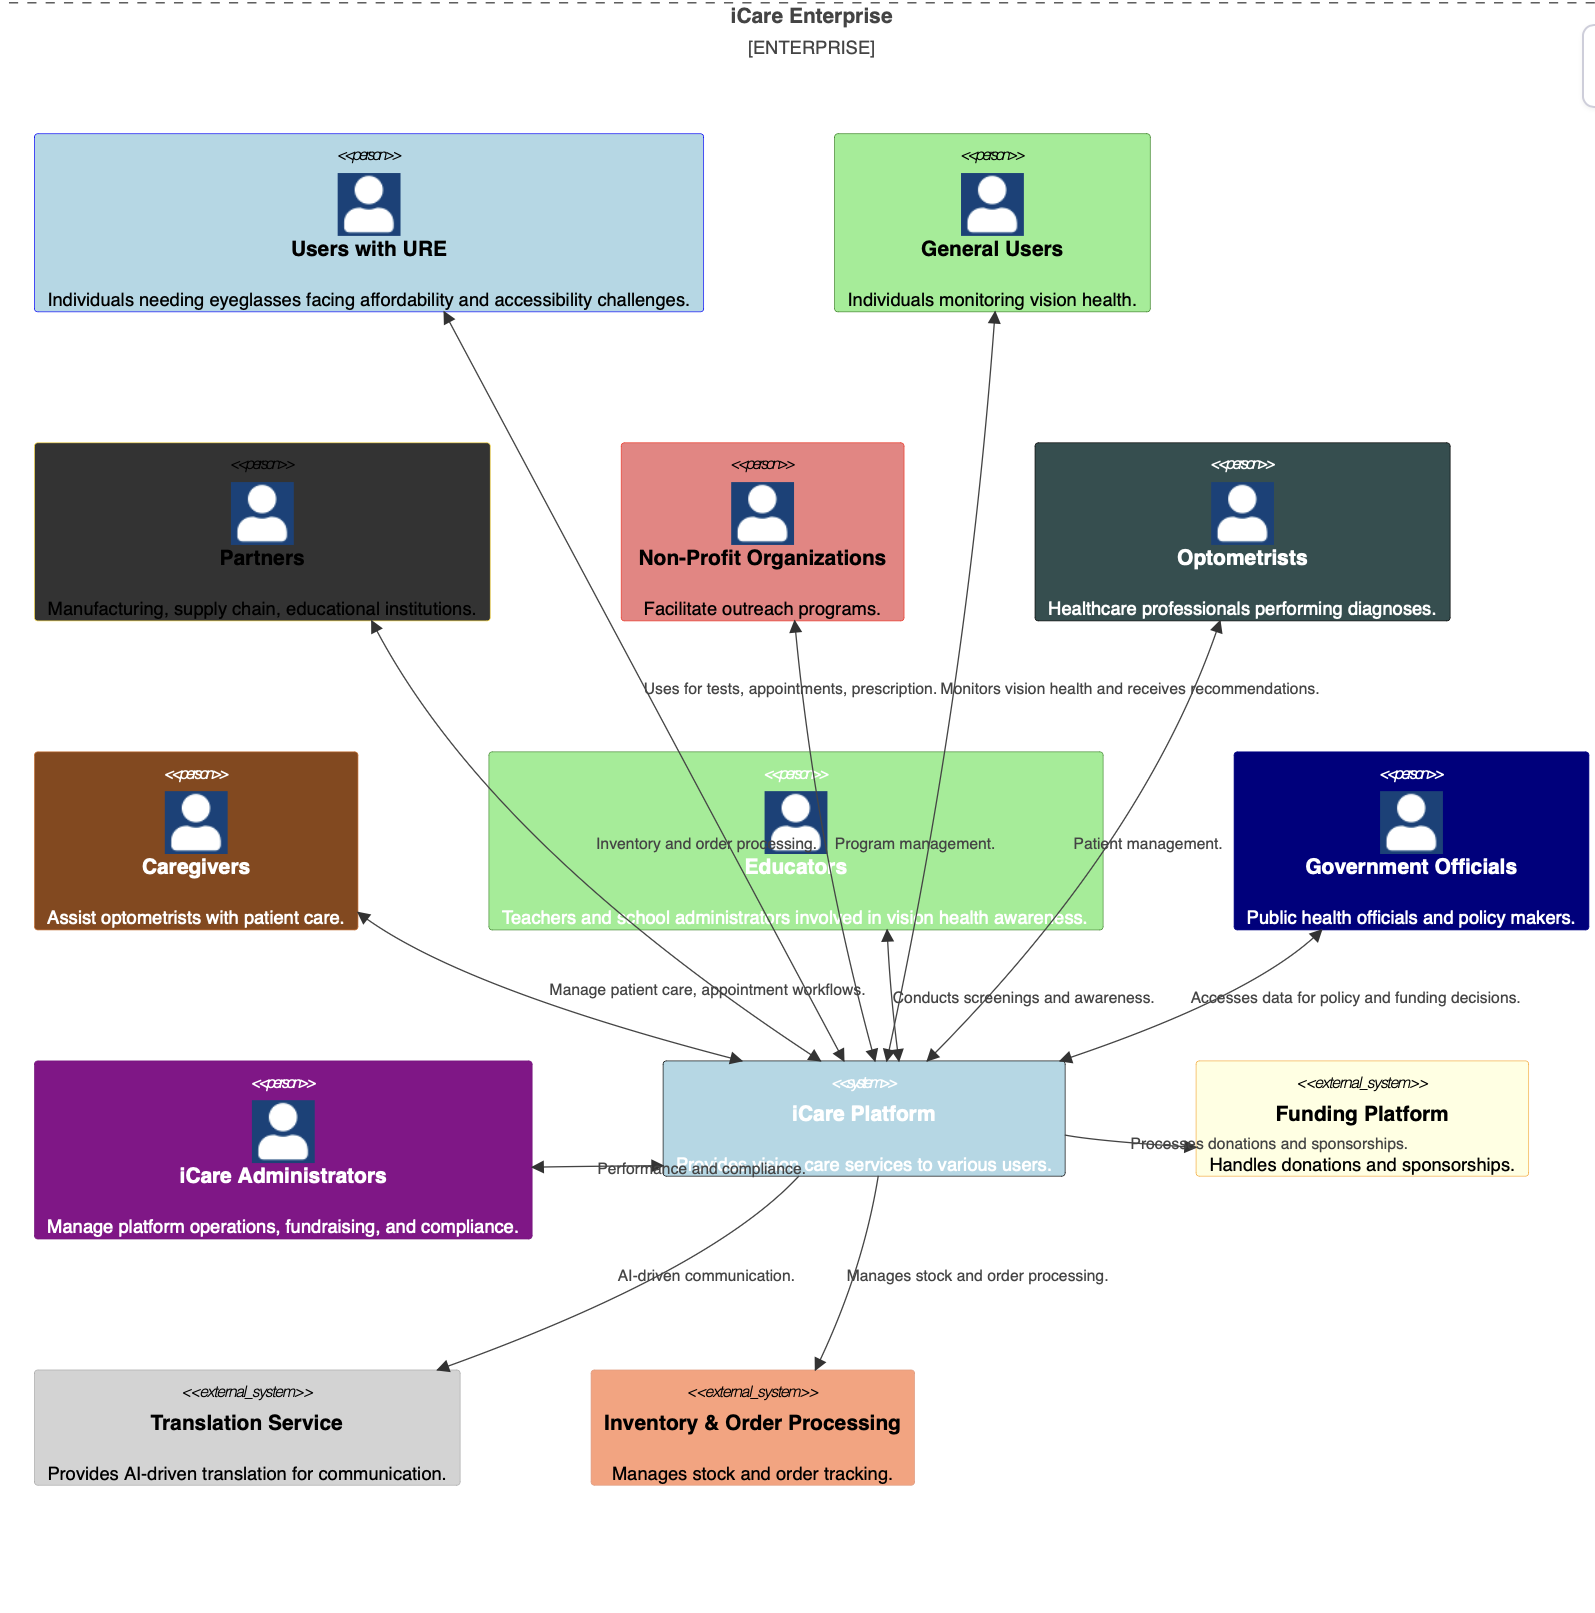 iCare Enterprise
[ENTERPRISE]
<<person>>
Users with URE
Individuals needing eyeglasses facing affordability and accessibility challenges.
<<person>>
General Users
Individuals monitoring vision health.
<<person>>
Partners
Manufacturing, supply chain, educational institutions.
<<person>>
Non-Profit Organizations
Facilitate outreach programs.
<<person>>
Optometrists
Healthcare professionals performing diagnoses.
Uses for tests, appointments, prescription.
Monitors vision health and receives recommendations.
<<person>>
Caregivers
Assist optometrists with patient care.
<<person>>
Educators
Teachers and school administrators involved in vision health awareness.
<<person>>
Government Officials
Public health officials and policy makers.
Inventory and order processing.
Program management.
Patient management.
Manage patient care, appointment workflows.
Conducts screenings and awareness.
Accesses data for policy and funding decisions.
<<person>>
iCare Administrators
Manage platform operations, fundraising, and compliance.
<<system>>
iCare Platform
Provides vision care services to various users.
<<external_system>>
Funding Platform
Handles donations and sponsorships.
Performance and compliance.
Processes donations and sponsorships.
AI-driven communication.
Manages stock and order processing.
<<external_system>>
Translation Service
Provides AI-driven translation for communication.
<<external_system>>
Inventory & Order Processing
Manages stock and order tracking.